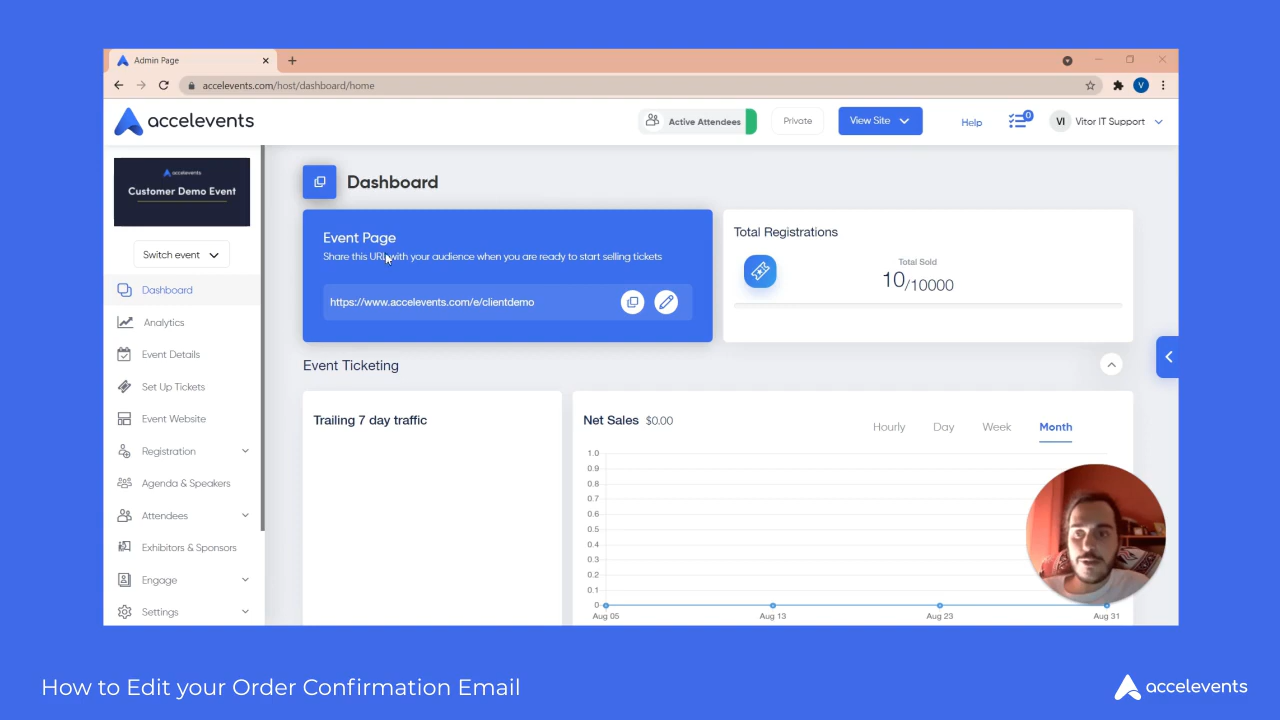 Admin Page
accelevents.com/host/dashboard/home
V
accelevents
Active Attendees
Private
View Site
Help
0
VI
Vitor IT Support
accelevents
Customer Demo Event
Switch event
Dashboard
Analytics
Event Details
Set Up Tickets
Event Website
Registration
Agenda & Speakers
Attendees
Exhibitors & Sponsors
Engage
Settings
Dashboard
Event Page
Share this URL with your audience when you are ready to start selling tickets
https://www.accelevents.com/e/clientdemo
Total Registrations
Total Sold
10/10000
Event Ticketing
Trailing 7 day traffic
Net Sales $0.00
Hourly Day Week Month
1.0
0.9
0.8
0.7
0.6
0.5
0.4
0.3
0.2
0.1
0
Aug 05 Aug 13 Aug 23 Aug 31
How to Edit your Order Confirmation Email
accelevents